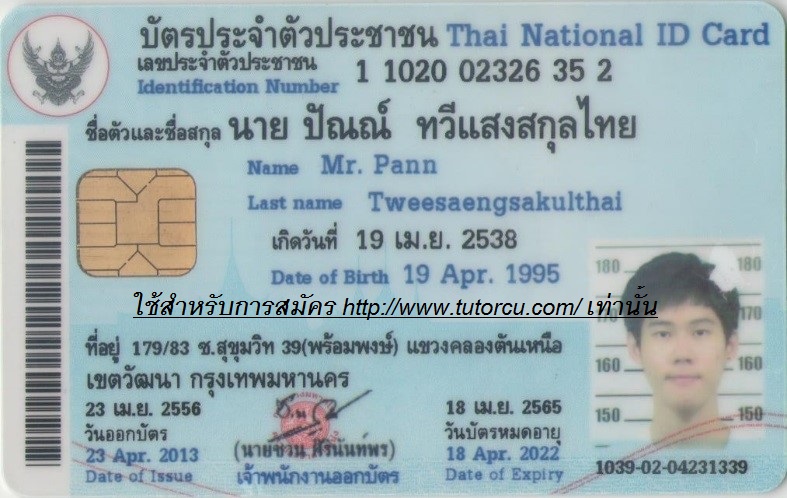 บัตรประจำตัวประชาชน Thai National ID Card
เลขประจำตัวประชาชน
Identification Number 1 1020 02326 35 2
ชื่อตัวและชื่อสกุล นาย ปัณณ์ ทวีแสงสกุลไทย
Name Mr. Pann
Last name Tweesaengsakulthai
เกิดวันที่ 19 เม.ย. 2538
Date of Birth 19 Apr. 1995
ใช้สำหรับการสมัคร http://www.tutorcu.com/ เท่านั้น
ที่อยู่ 179/83 ซ.สุขุมวิท 39(พร้อมพงษ์) แขวงคลองตันเหนือ
เขตวัฒนา กรุงเทพมหานคร
23 เม.ย. 2556
วันออกบัตร
23 Apr. 2013
Date of Issue
(นายชวน ศิรินันท์พร)
เจ้าพนักงานออกบัตร
18 เม.ย. 2565
วันบัตรหมดอายุ
18 Apr. 2022
Date of Expiry
180 180
170 170
160 160
150 150
1039-02-04231339